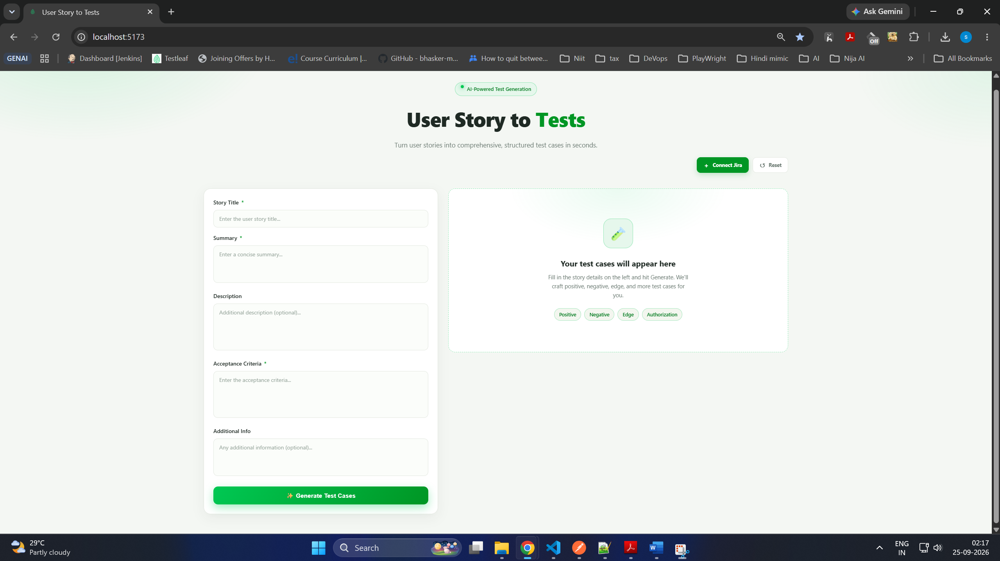 User Story to Tests
Ask Gemini
localhost:5173
Off
S
GENAI
Dashboard [Jenkins]
Testleaf
Joining Offers by H...
Course Curriculum |...
GitHub - bhasker-m...
How to quit betwee...
Niit
tax
DeVops
PlayWright
Hindi mimic
AI
Nija AI
All Bookmarks
AI-Powered Test Generation
User Story to Tests
Turn user stories into comprehensive, structured test cases in seconds.
+ Connect Jira
Reset
Story Title *
Enter the user story title...
Summary *
Enter a concise summary...
Description
Additional description (optional)...
Acceptance Criteria *
Enter the acceptance criteria...
Additional Info
Any additional information (optional)...
Generate Test Cases
Your test cases will appear here
Fill in the story details on the left and hit Generate. We'll
craft positive, negative, edge, and more test cases for
you.
Positive
Negative
Edge
Authorization
29°C
Partly cloudy
Search
ENG
IN
02:17
25-09-2026